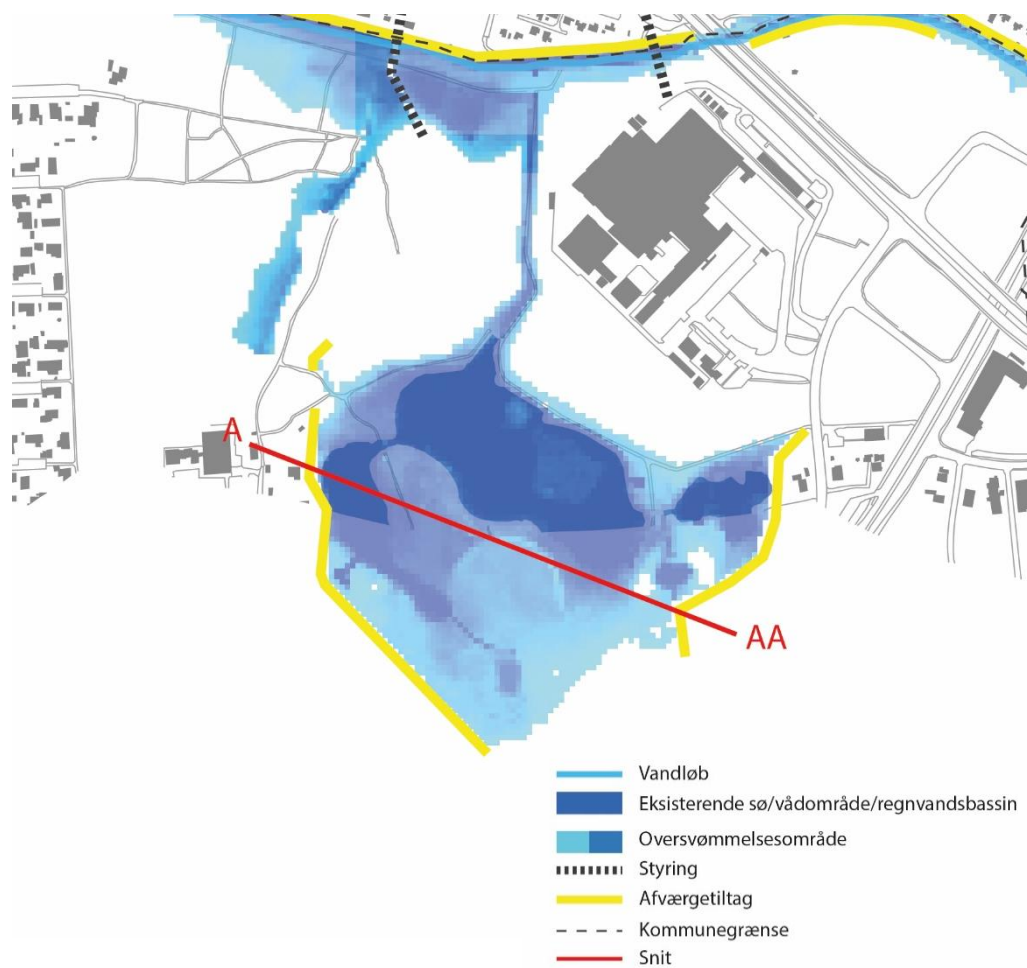 A
AA
Vandløb
Eksisterende sø/vådområde/regnvandsbassin
Oversvømmelsesområde
Styring
Afværgetiltag
Kommunegrænse
Snit